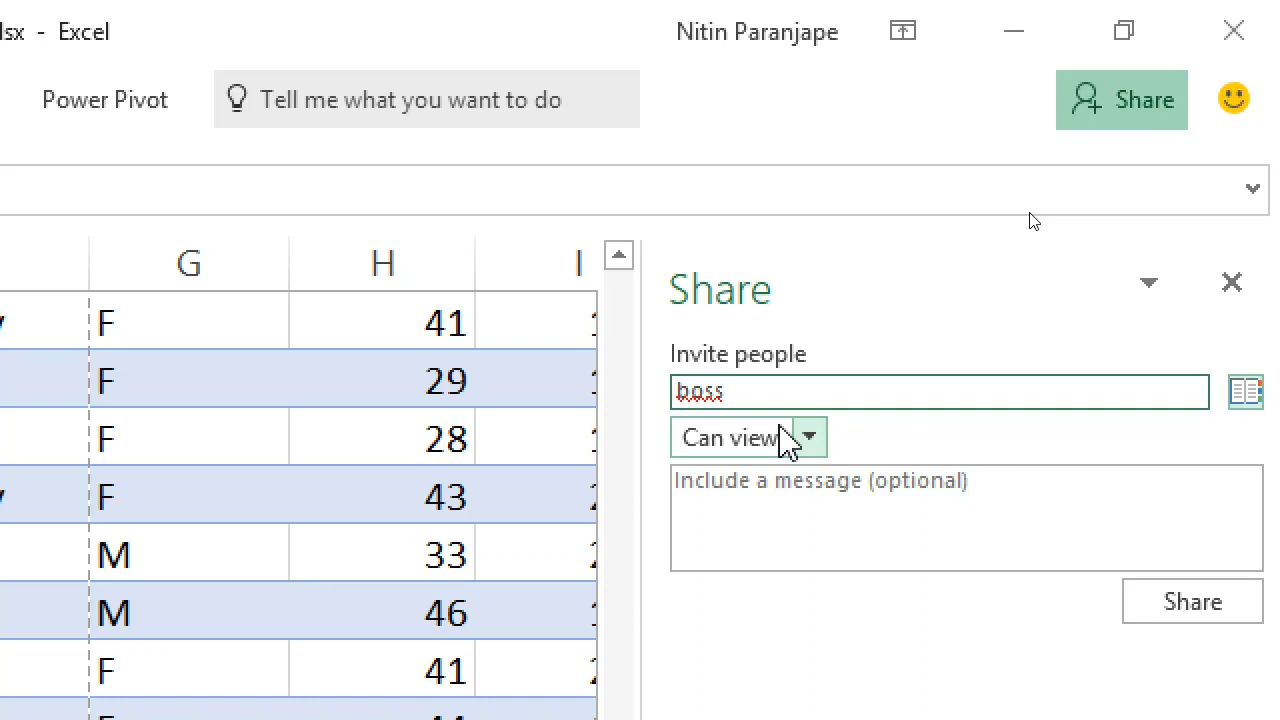 lsx - Excel
Nitin Paranjape
Power Pivot
Tell me what you want to do
Share
G H I
F 41
F 29
F 28
F 43
M 33
M 46
F 41
Share
Invite people
boss
Can view
Include a message (optional)
Share